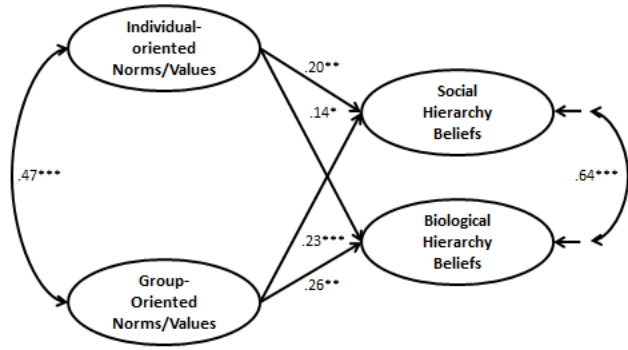 Individual-
oriented
Norms/Values
.20**
.14*
Social
Hierarchy
Beliefs
.47***
.64***
.23***
.26**
Biological
Hierarchy
Beliefs
Group-
Oriented
Norms/Values